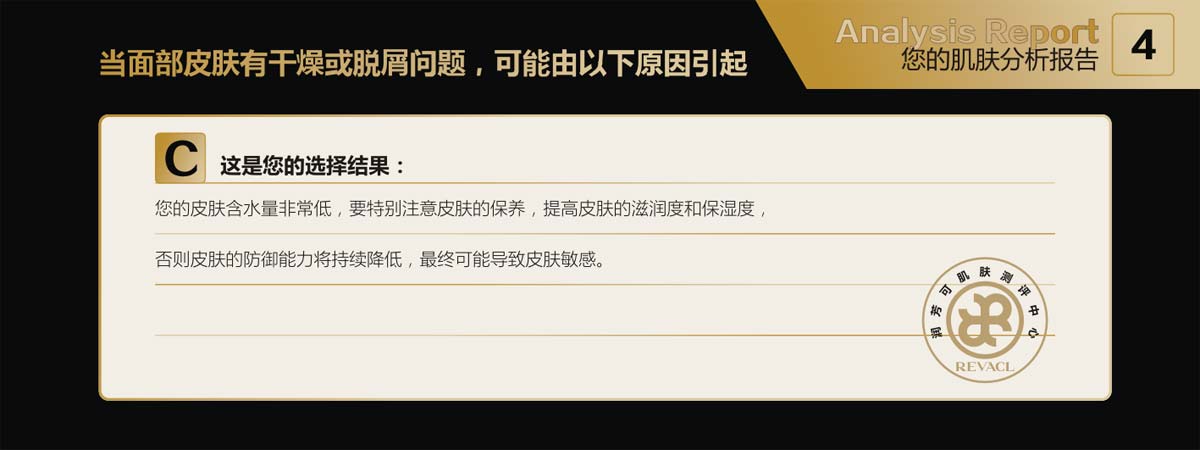 Analysis Report
您的肌肤分析报告
4
当面部皮肤有干燥或脱屑问题，可能由以下原因引起
C
这是您的选择结果：
您的皮肤含水量非常低，要特别注意皮肤的保养，提高皮肤的滋润度和保湿度，
否则皮肤的防御能力将持续降低，最终可能导致皮肤敏感。
润芳可肌肤测评中心
REVACL